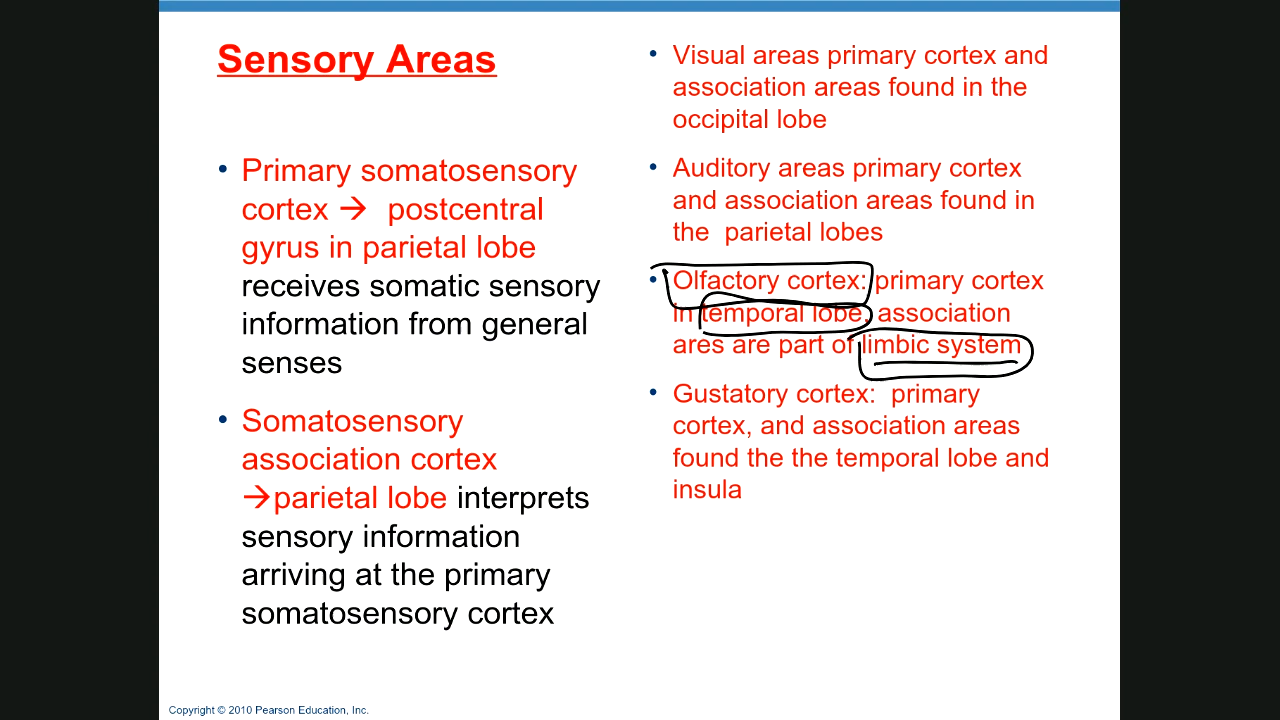 Sensory Areas
• Primary somatosensory
cortex → postcentral
gyrus in parietal lobe
receives somatic sensory
information from general
senses
• Somatosensory
association cortex
→parietal lobe interprets
sensory information
arriving at the primary
somatosensory cortex
• Visual areas primary cortex and
association areas found in the
occipital lobe
• Auditory areas primary cortex
and association areas found in
the parietal lobes
• Olfactory cortex: primary cortex
in temporal lobe, association
ares are part of limbic system
• Gustatory cortex: primary
cortex, and association areas
found the the temporal lobe and
insula
Copyright © 2010 Pearson Education, Inc.